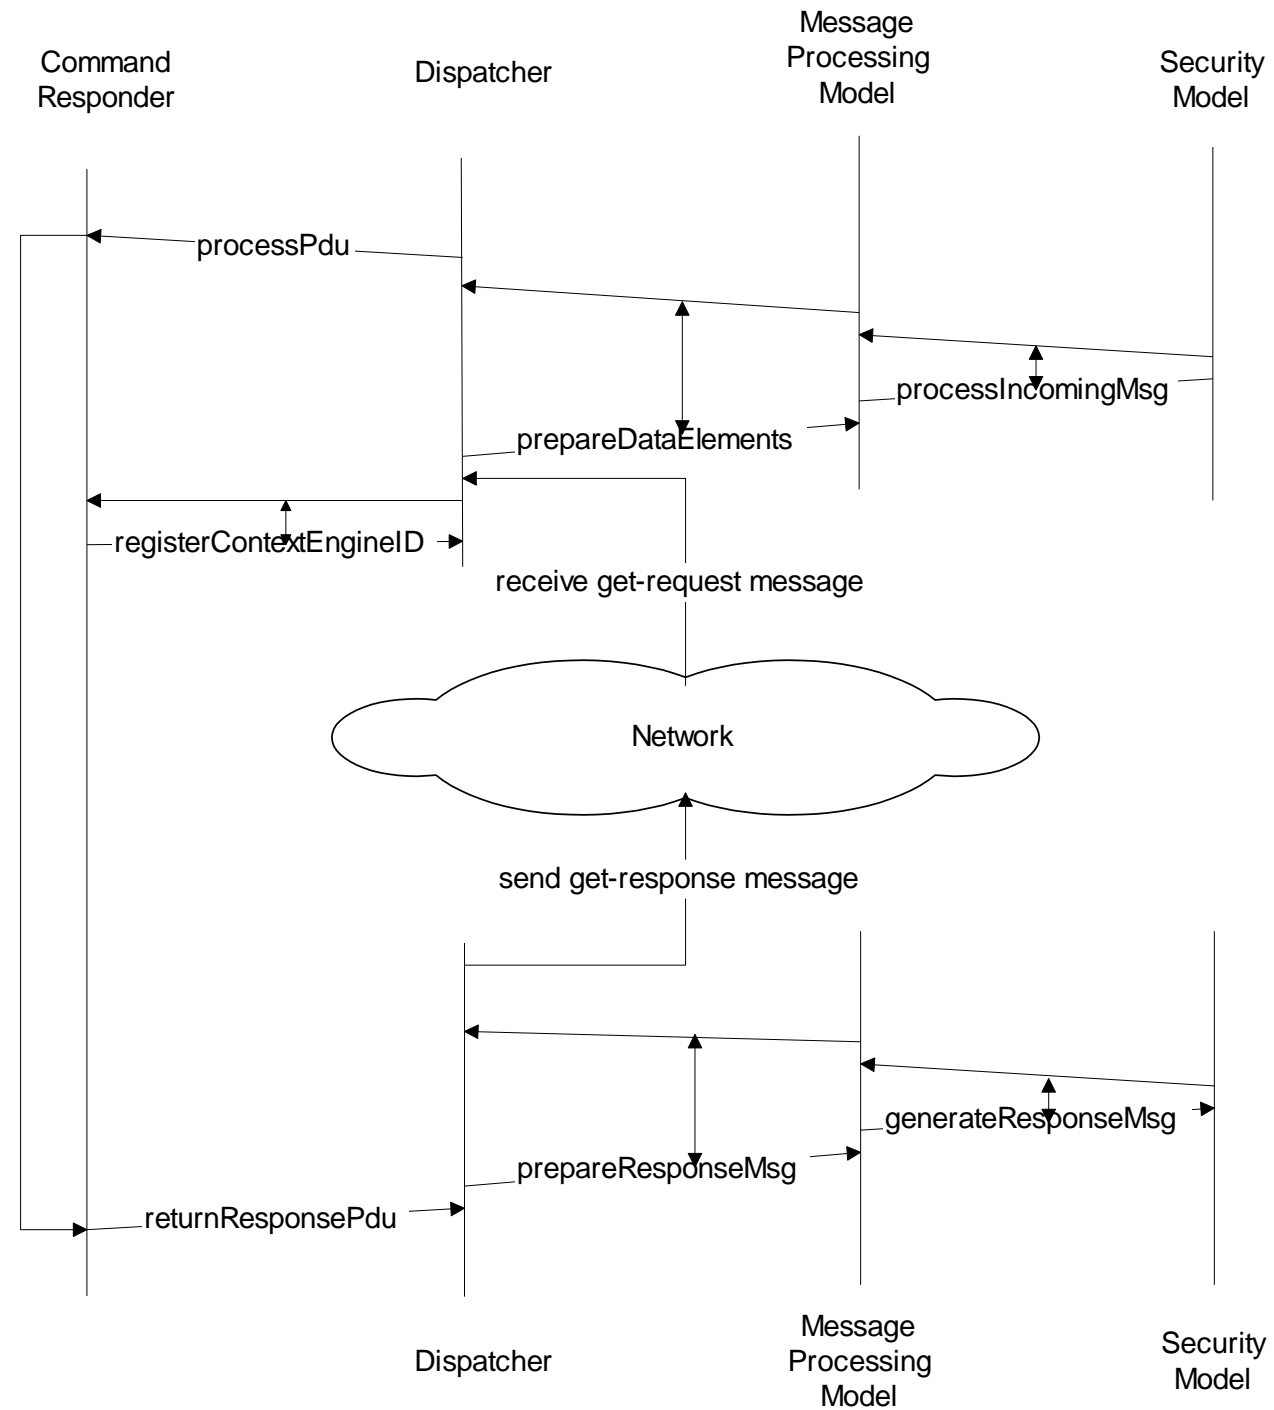 Command
Responder
Dispatcher
Message
Processing
Model
Security
Model
processPdu
processIncomingMsg
prepareDataElements
registerContextEngineID
receive get-request message
Network
send get-response message
generateResponseMsg
prepareResponseMsg
returnResponsePdu
Dispatcher
Message
Processing
Model
Security
Model